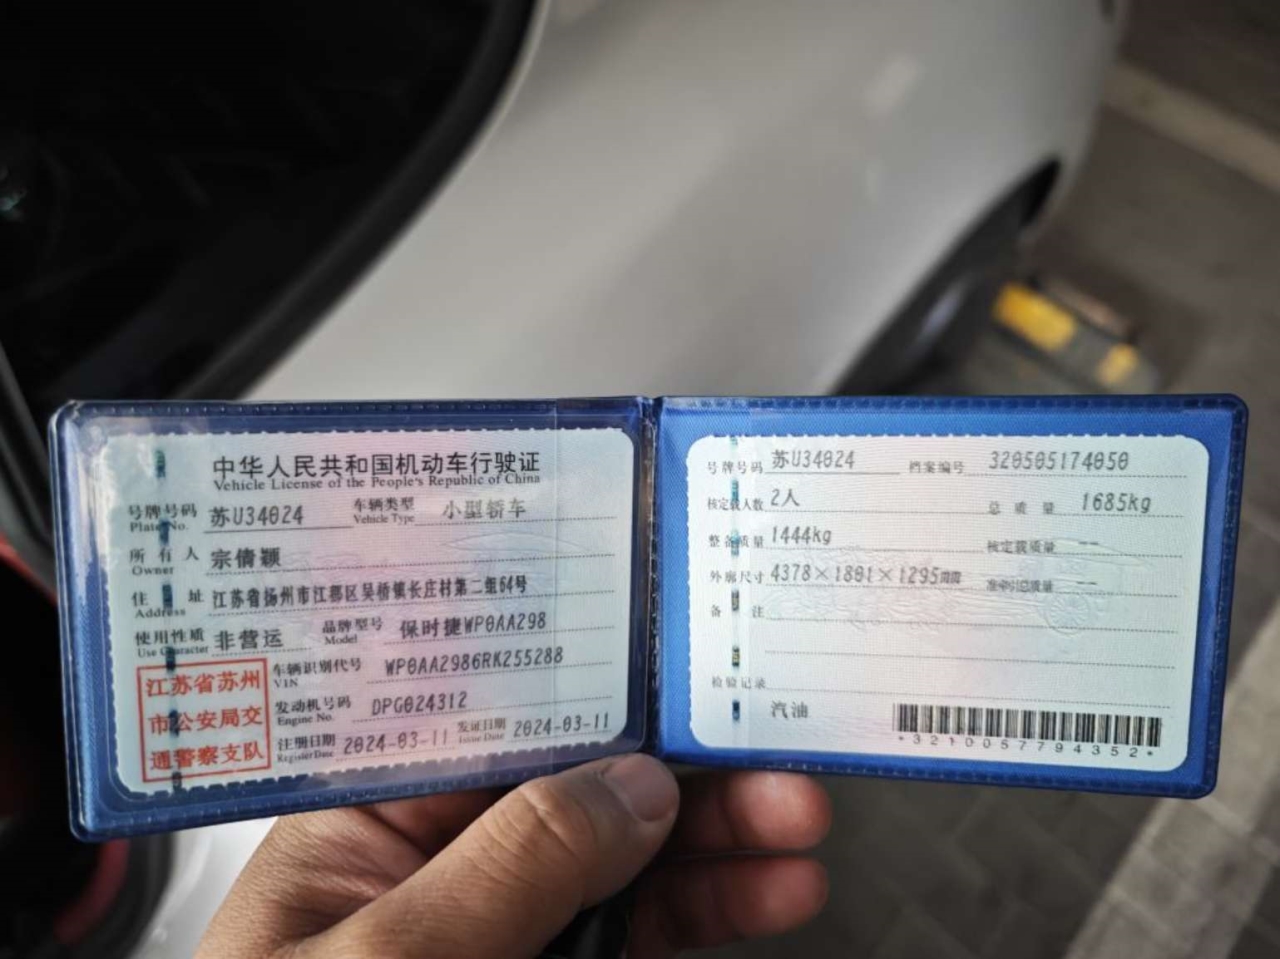 中华人民共和国机动车行驶证
Vehicle License of the People's Republic of China
号牌号码 苏U34024 车辆类型 小型轿车
Plate No. Vehicle Type
所有人 宗倩颖
Owner
住址 江苏省扬州市江都区吴桥镇长庄村第二组64号
Address
使用性质 非营运 品牌型号 保时捷WP0AA298
Use Character Model
江苏省苏州
市公安局交
通警察支队
车辆识别代号 WP0AA2986RK255288
VIN
发动机号码 DPG024312
Engine No.
注册日期 2024-03-11 发证日期 2024-03-11
Register Date Issue Date
号牌号码 苏U34024 档案编号 320505174050
核定载人数 2人 总质量 1685kg
整备质量 1444kg 核定载质量 --
外廓尺寸 4378×1801×1295mm 准牵引总质量 --
备注
检验记录
汽油
*3210057794352*